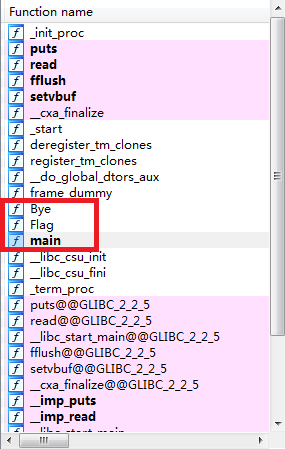 Function name
f _init_proc
f puts
f read
f fflush
f setvbuf
f __cxa_finalize
f _start
f deregister_tm_clones
f register_tm_clones
f __do_global_dtors_aux
f frame_dummy
f Bye
f Flag
f main
f __libc_csu_init
f __libc_csu_fini
f _term_proc
f puts@@GLIBC_2_2_5
f read@@GLIBC_2_2_5
f __libc_start_main@@GLIBC_2_2_5
f fflush@@GLIBC_2_2_5
f setvbuf@@GLIBC_2_2_5
f __cxa_finalize@@GLIBC_2_2_5
f __imp_puts
f __imp_read